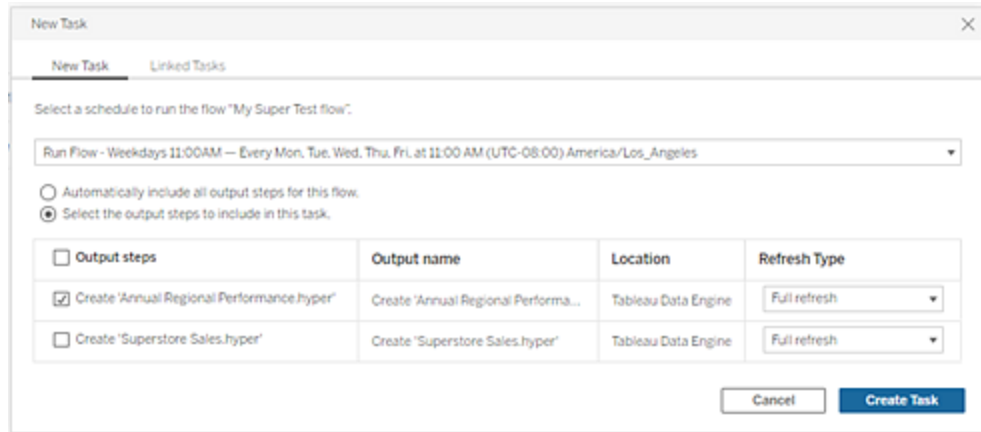 New Task
New Task Linked Tasks
Select a schedule to run the flow "My Super Test flow".
Run Flow - Weekdays 11:00AM — Every Mon, Tue, Wed, Thu, Fri, at 11:00 AM (UTC-08:00) America/Los_Angeles
Automatically include all output steps for this flow.
Select the output steps to include in this task.
Output steps Output name Location Refresh Type
Create 'Annual Regional Performance.hyper' Create 'Annual Regional Performa... Tableau Data Engine Full refresh
Create 'Superstore Sales.hyper' Create 'Superstore Sales.hyper' Tableau Data Engine Full refresh
Cancel Create Task